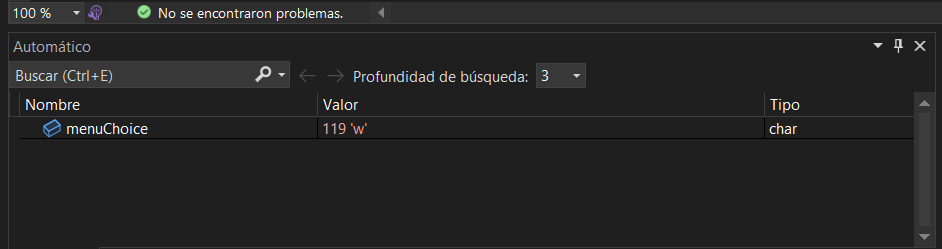 100 % No se encontraron problemas.
Automático
Buscar (Ctrl+E) Profundidad de búsqueda: 3
Nombre Valor Tipo
menuChoice 119 'w' char